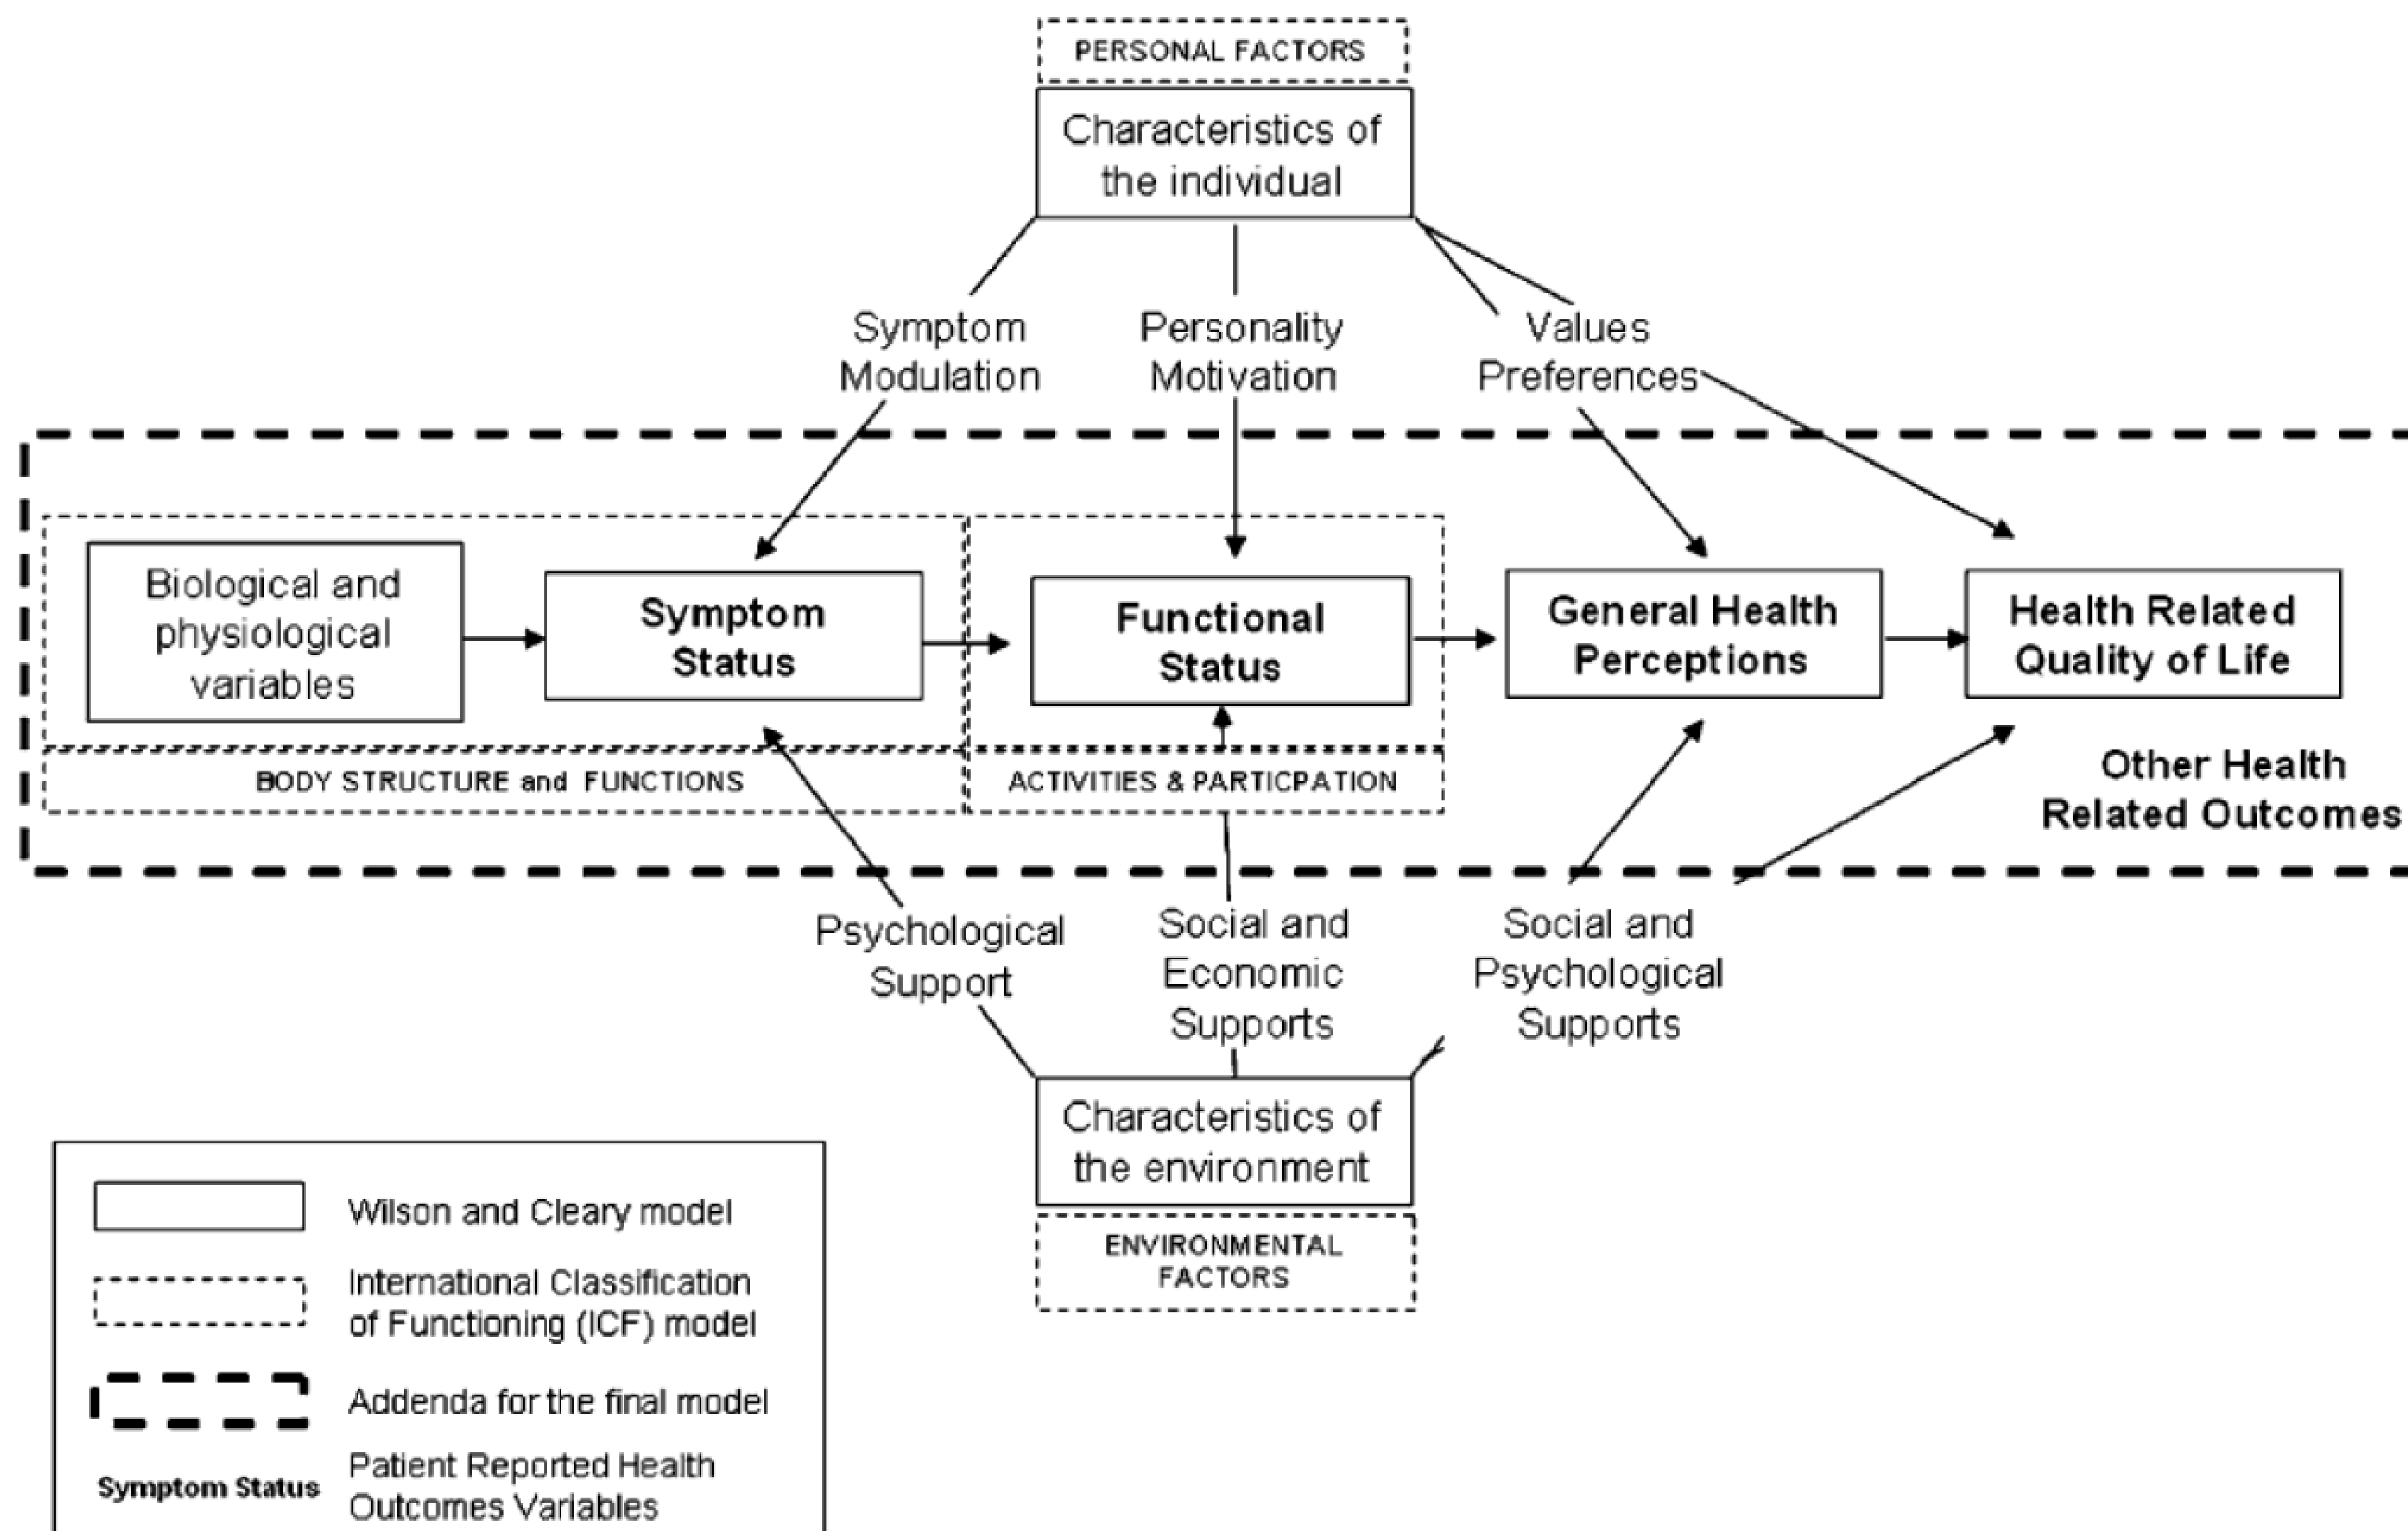 PERSONAL FACTORS
Characteristics of
the individual
Symptom
Modulation
Personality
Motivation
Values
Preferences
Biological and
physiological
variables
Symptom
Status
Functional
Status
General Health
Perceptions
Health Related
Quality of Life
BODY STRUCTURE and FUNCTIONS
ACTIVITIES & PARTICPATION
Other Health
Related Outcomes
Psychological
Support
Social and
Economic
Supports
Social and
Psychological
Supports
Characteristics of
the environment
ENVIRONMENTAL
FACTORS
Wilson and Cleary model
International Classification
of Functioning (ICF) model
Addenda for the final model
Symptom Status
Patient Reported Health
Outcomes Variables